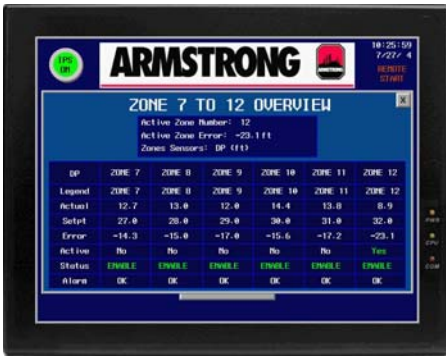 IPS
ON
ARMSTRONG
ARMSTRONG
10:25:59
7/27/ 4
REMOTE
START
ZONE 7 TO 12 OVERVIEW
X
Active Zone Number: 12
Active Zone Error: -23.1ft
Zones Sensors: DP (ft)
DP ZONE 7 ZONE 8 ZONE 9 ZONE 10 ZONE 11 ZONE 12
Legend ZONE 7 ZONE 8 ZONE 9 ZONE 10 ZONE 11 ZONE 12
Actual 12.7 13.0 12.0 14.4 13.8 8.9
Setpt 27.0 28.0 29.0 30.0 31.0 32.0
Error -14.3 -15.0 -17.0 -15.6 -17.2 -23.1
Active No No No No No Yes
Status ENABLE ENABLE ENABLE ENABLE ENABLE ENABLE
Alarm OK OK OK OK OK OK
PWR
CPU
COM